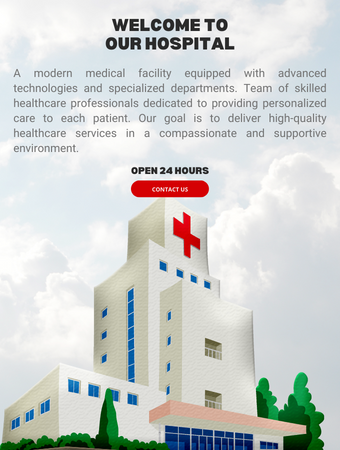 WELCOME TO
OUR HOSPITAL
A modern medical facility equipped with advanced
technologies and specialized departments. Team of skilled
healthcare professionals dedicated to providing personalized
care to each patient. Our goal is to deliver high-quality
healthcare services in a compassionate and supportive
environment.
OPEN 24 HOURS
CONTACT US